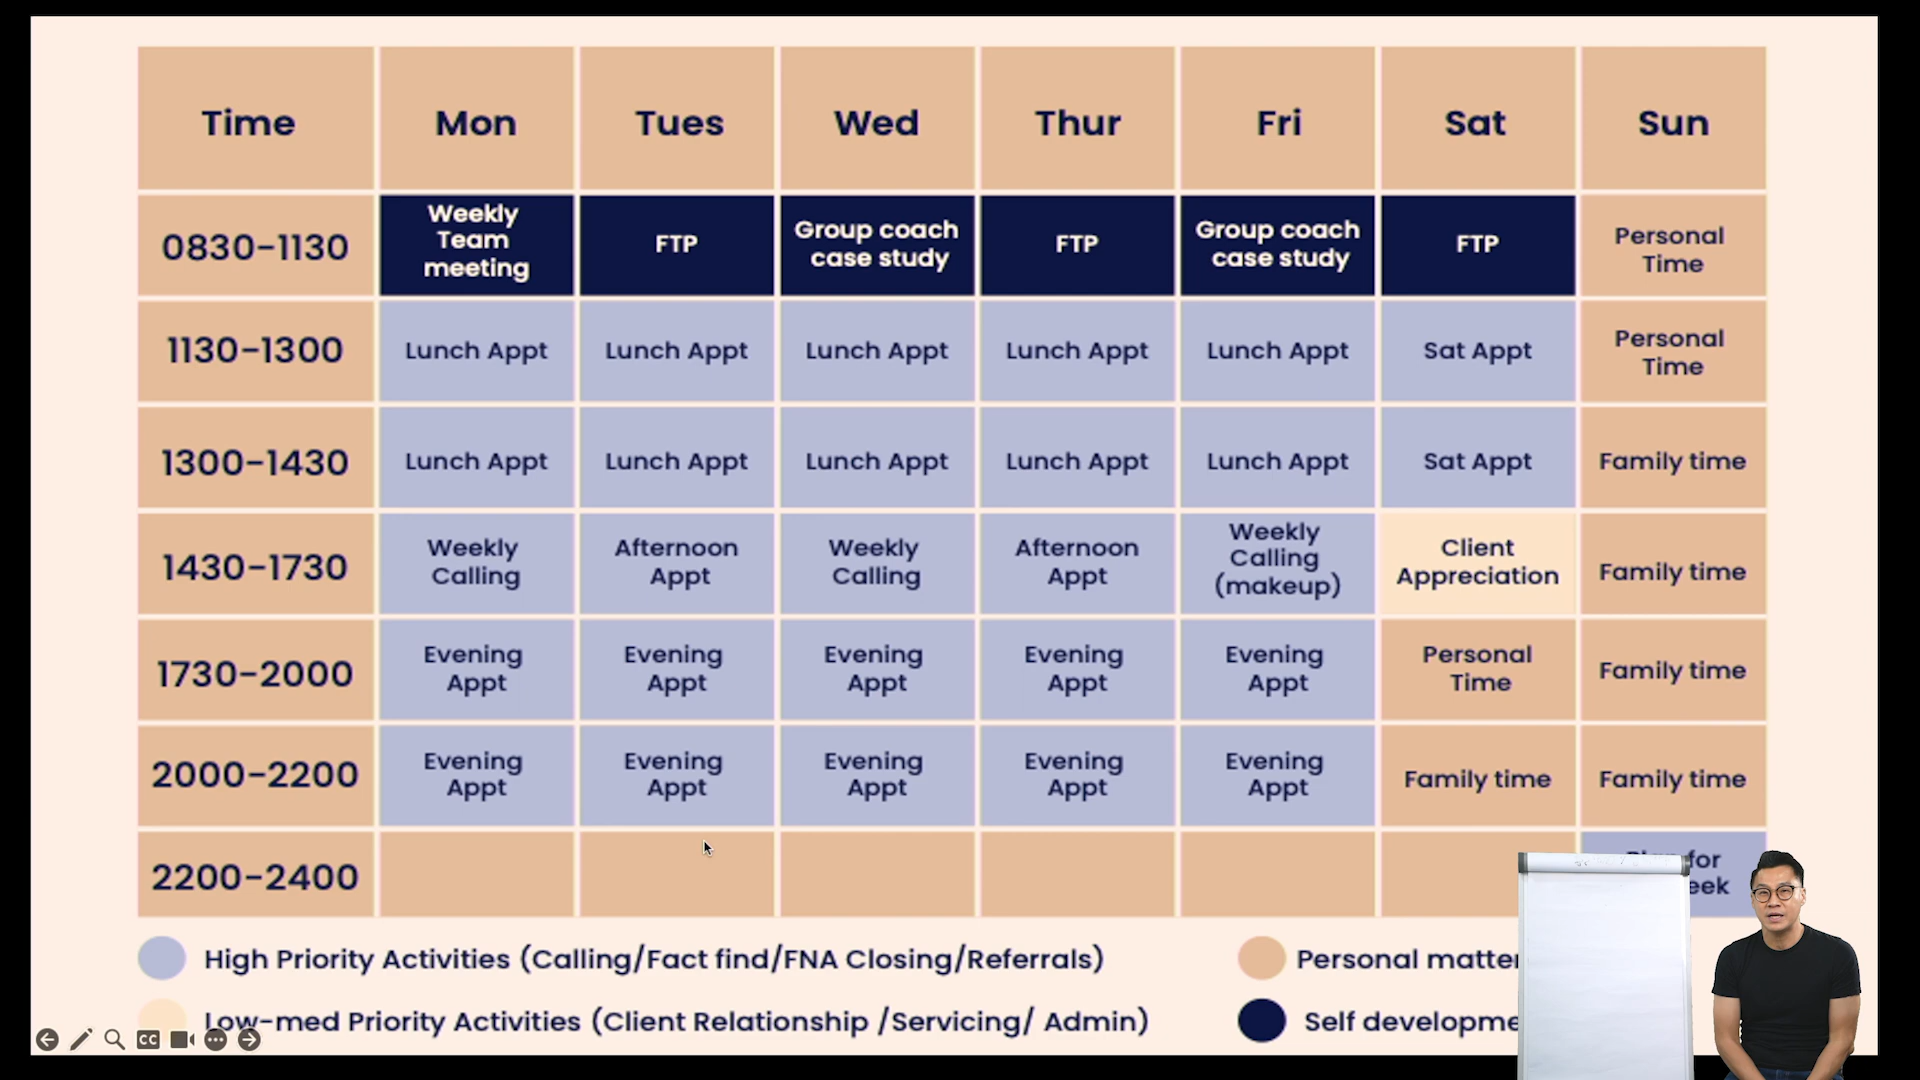 Time Mon Tues Wed Thur Fri Sat Sun
0830-1130
Weekly
Team
meeting
FTP
Group coach
case study
FTP
Group coach
case study
FTP
Personal
Time
1130-1300
Lunch Appt
Lunch Appt
Lunch Appt
Lunch Appt
Lunch Appt
Sat Appt
Personal
Time
1300-1430
Lunch Appt
Lunch Appt
Lunch Appt
Lunch Appt
Lunch Appt
Sat Appt
Family time
1430-1730
Weekly
Calling
Afternoon
Appt
Weekly
Calling
Afternoon
Appt
Weekly
Calling
(makeup)
Client
Appreciation
Family time
1730-2000
Evening
Appt
Evening
Appt
Evening
Appt
Evening
Appt
Evening
Appt
Personal
Time
Family time
2000-2200
Evening
Appt
Evening
Appt
Evening
Appt
Evening
Appt
Evening
Appt
Family time
Family time
2200-2400
for
High Priority Activities (Calling/Fact find/FNA Closing/Referrals)
Personal
Low-med Priority Activities (Client Relationship /Servicing/ Admin)
Self
CC